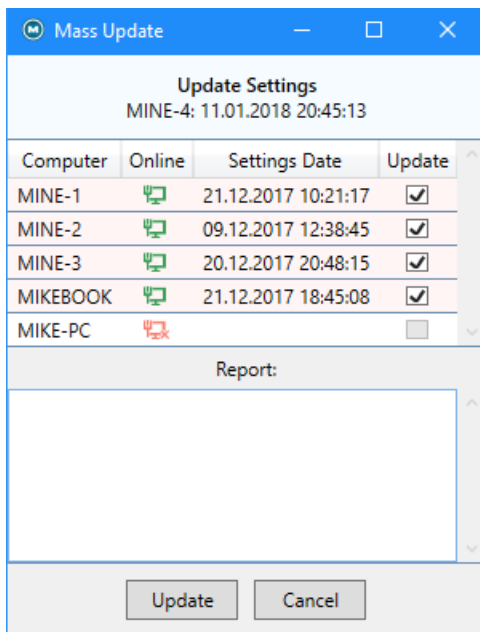 Mass Update
Update Settings
MINE-4: 11.01.2018 20:45:13
Computer Online Settings Date Update
MINE-1 21.12.2017 10:21:17
MINE-2 09.12.2017 12:38:45
MINE-3 20.12.2017 20:48:15
MIKEBOOK 21.12.2017 18:45:08
MIKE-PC
Report:
Update Cancel